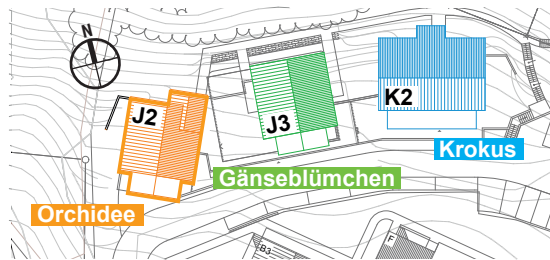 N
J2
J3
K2
Krokus
Gänseblümchen
Orchidee
B3
F